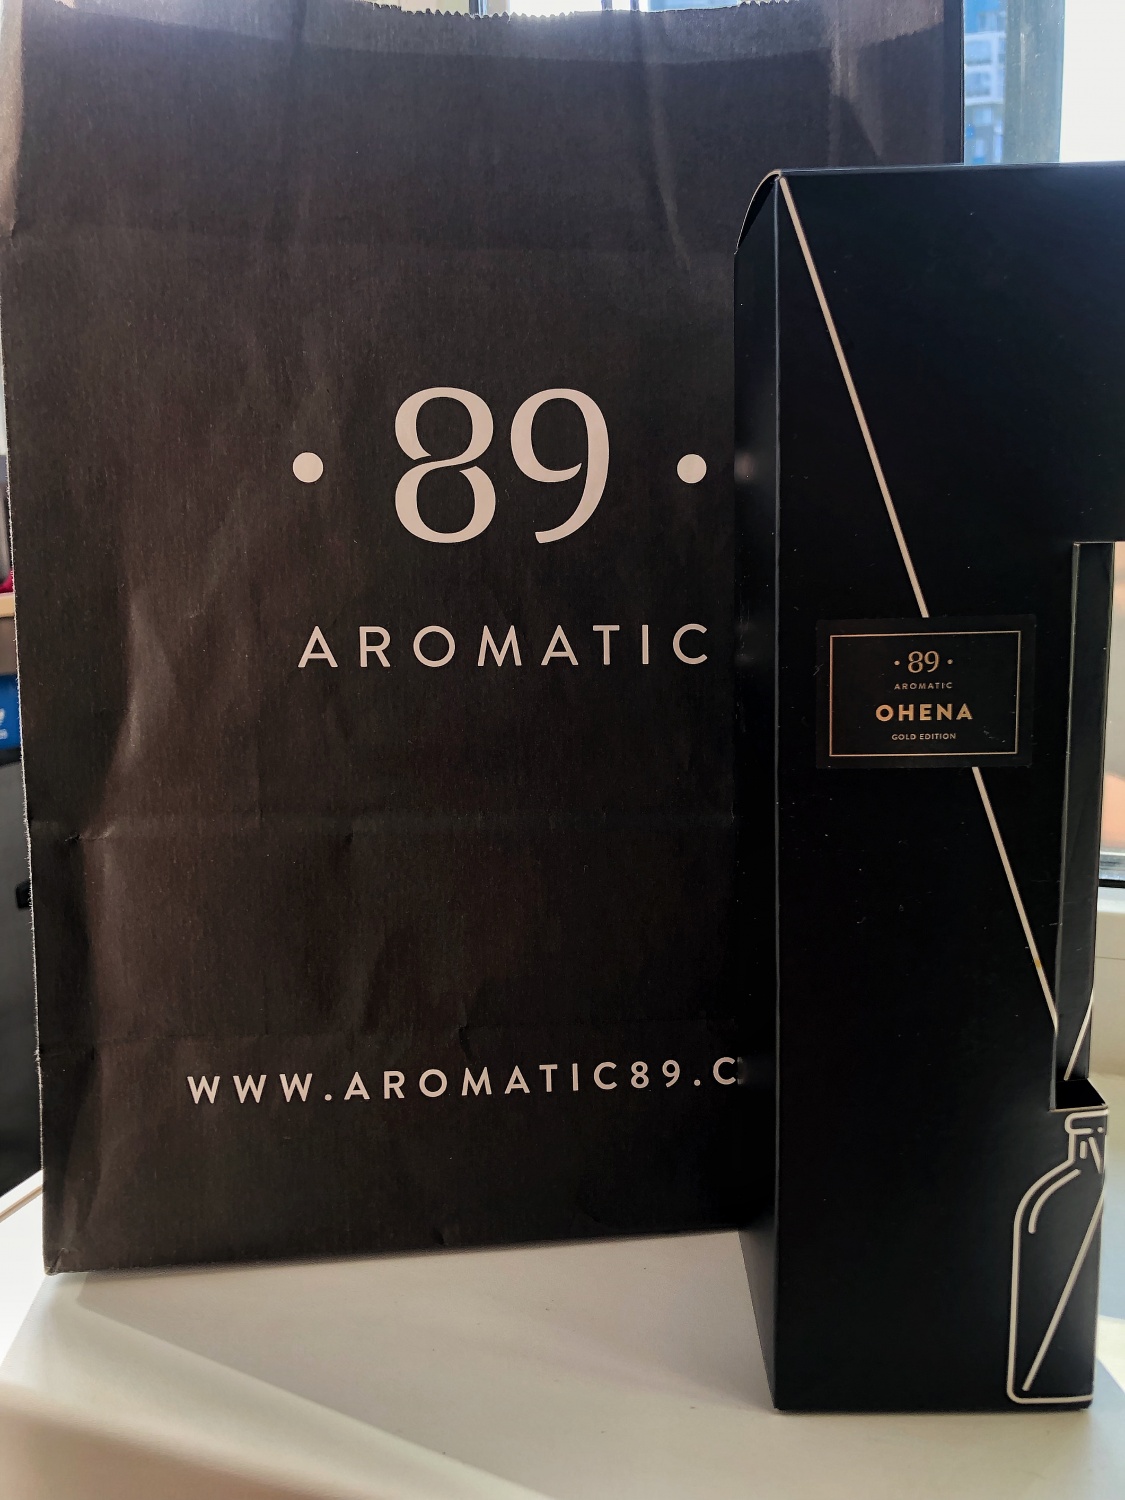 • 89 •
AROMATIC
WWW.AROMATIC89.C
• 89 •
AROMATIC
OHENA
GOLD EDITION